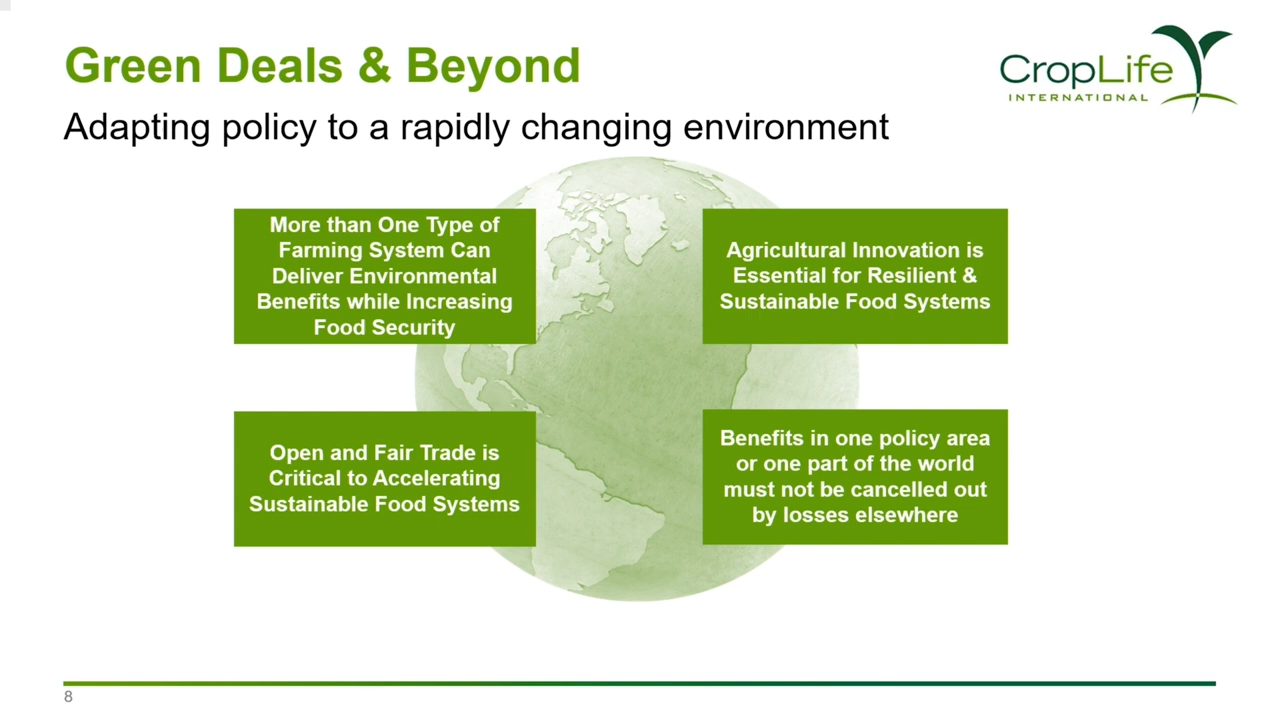 Green Deals & Beyond
CropLife
INTERNATIONAL
Adapting policy to a rapidly changing environment
More than One Type of
Farming System Can
Deliver Environmental
Benefits while Increasing
Food Security
Agricultural Innovation is
Essential for Resilient &
Sustainable Food Systems
Open and Fair Trade is
Critical to Accelerating
Sustainable Food Systems
Benefits in one policy area
or one part of the world
must not be cancelled out
by losses elsewhere
8